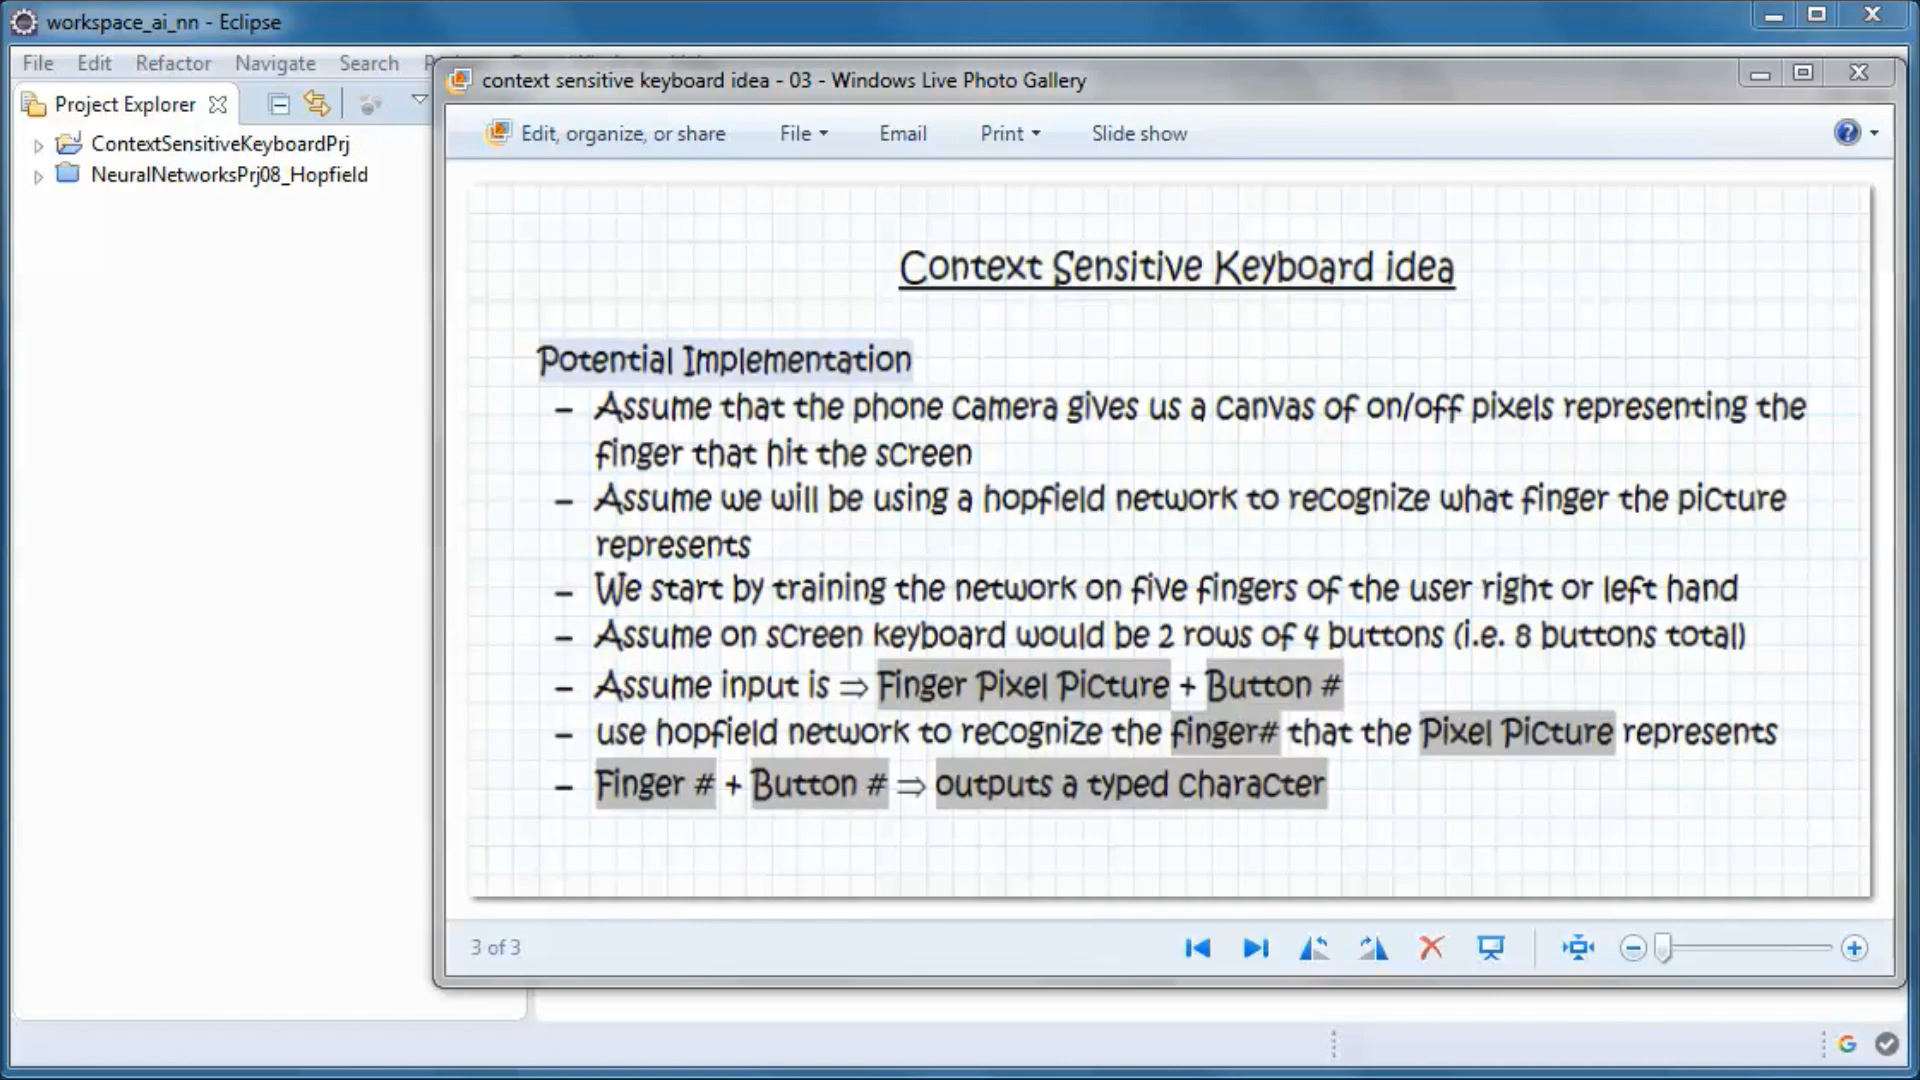 workspace_ai_nn - Eclipse
File Edit Refactor Navigate Search
Project Explorer
ContextSensitiveKeyboardPrj
NeuralNetworksPrj08_Hopfield
context sensitive keyboard idea - 03 - Windows Live Photo Gallery
Edit, organize, or share File Email Print Slide show
Context Sensitive Keyboard idea
Potential Implementation
– Assume that the phone camera gives us a canvas of on/off pixels representing the
finger that hit the screen
– Assume we will be using a hopfield network to recognize what finger the picture
represents
– We start by training the network on five fingers of the user right or left hand
– Assume on screen keyboard would be 2 rows of 4 buttons (i.e. 8 buttons total)
– Assume input is ⇒ Finger Pixel Picture + Button #
– use hopfield network to recognize the finger# that the Pixel Picture represents
– Finger # + Button # ⇒ outputs a typed character
3 of 3